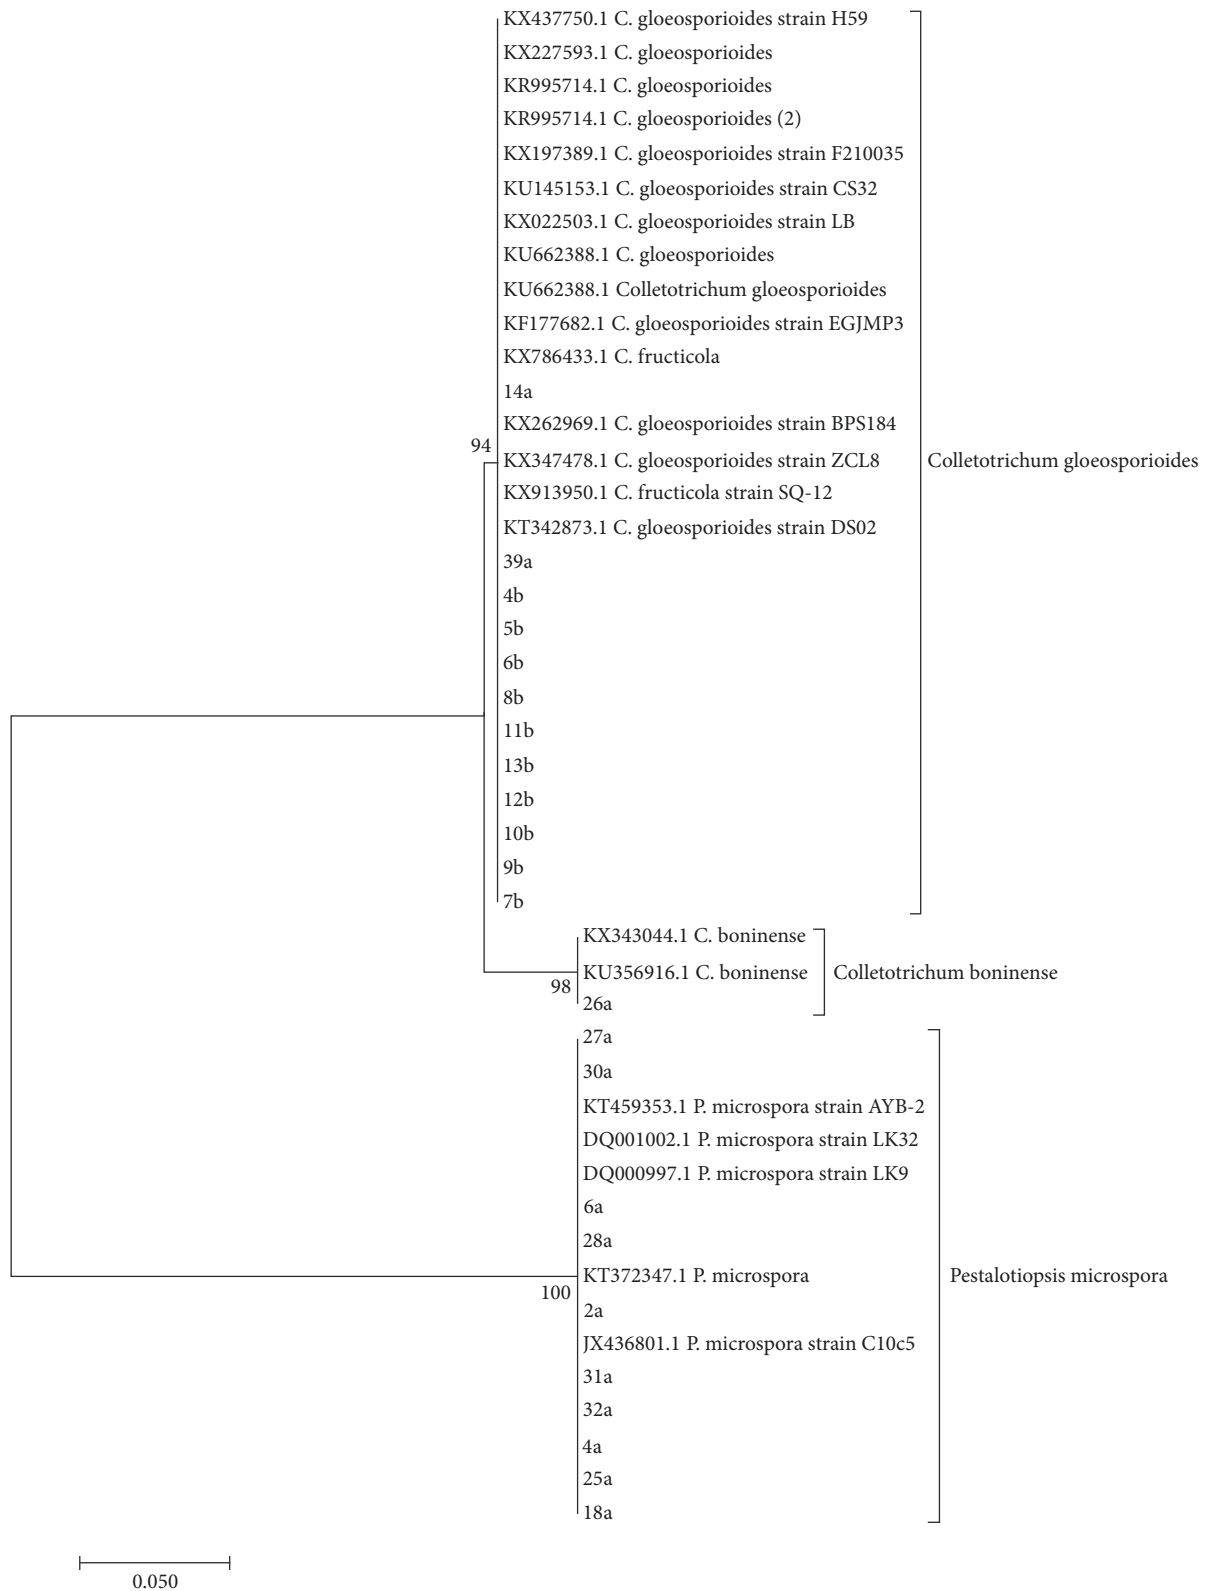 KX437750.1 C. gloeosporioides strain H59
KX227593.1 C. gloeosporioides
KR995714.1 C. gloeosporioides
KR995714.1 C. gloeosporioides (2)
KX197389.1 C. gloeosporioides strain F210035
KU145153.1 C. gloeosporioides strain CS32
KX022503.1 C. gloeosporioides strain LB
KU662388.1 C. gloeosporioides
KU662388.1 Colletotrichum gloeosporioides
KF177682.1 C. gloeosporioides strain EGJMP3
KX786433.1 C. fructicola
14a
KX262969.1 C. gloeosporioides strain BPS184
94
KX347478.1 C. gloeosporioides strain ZCL8
Colletotrichum gloeosporioides
KX913950.1 C. fructicola strain SQ-12
KT342873.1 C. gloeosporioides strain DS02
39a
4b
5b
6b
8b
11b
13b
12b
10b
9b
7b
KX343044.1 C. boninense
KU356916.1 C. boninense
Colletotrichum boninense
98
26a
27a
30a
KT459353.1 P. microspora strain AYB-2
DQ001002.1 P. microspora strain LK32
DQ000997.1 P. microspora strain LK9
6a
28a
KT372347.1 P. microspora
Pestalotiopsis microspora
100
2a
JX436801.1 P. microspora strain C10c5
31a
32a
4a
25a
18a
0.050